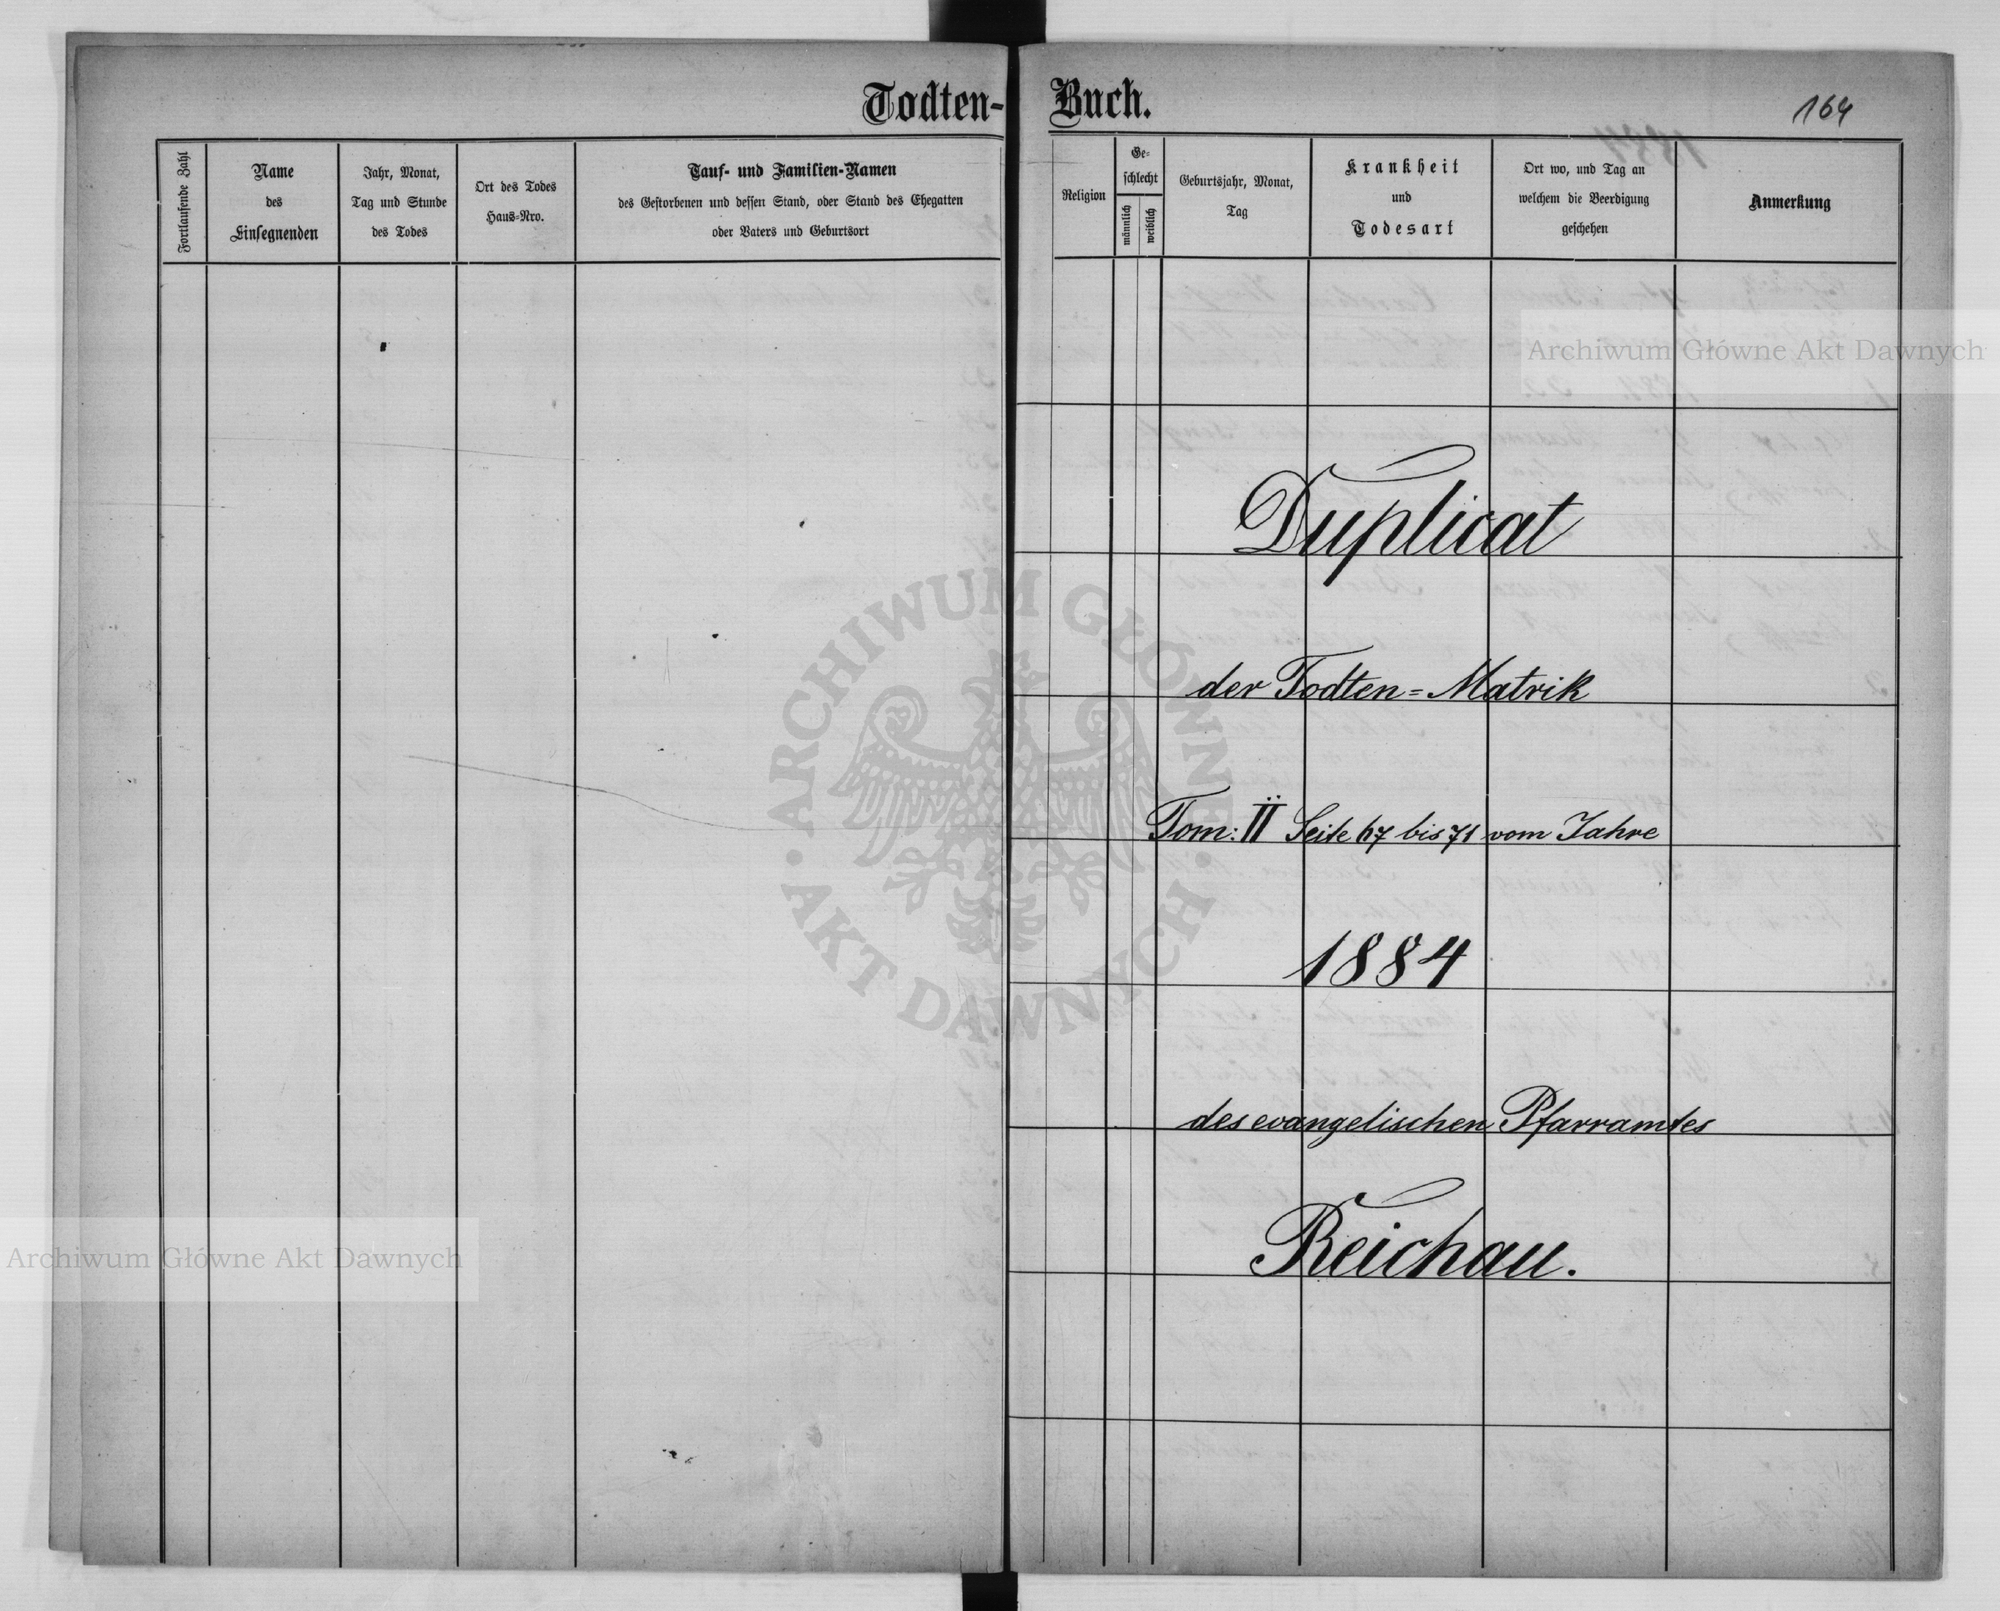 Todten-Buch.
164
Fortlaufende Zahl
Name
des
Einsegnenden
Jahr, Monat,
Tag und Stunde
des Todes
Ort des Todes
Haus-Nro.
Tauf- und Familien-Namen
des Gestorbenen und dessen Stand, oder Stand des Ehegatten
oder Vaters und Geburtsort
Religion
Ge-
schlecht
männlich
weiblich
Geburtsjahr, Monat,
Tag
Krankheit
und
Todesart
Ort wo, und Tag an
welchem die Beerdigung
geschehen
Anmerkung
Archiwum Główne Akt Dawnych
Duplicat
der Todten=Matrik
Tom: II Seite 67 bis 71 vom Jahre
1884
des evangelischen Pfarramtes
Reichau.
Archiwum Główne Akt Dawnych
ARCHIWUM GŁÓWNE
AKT DAWNYCH